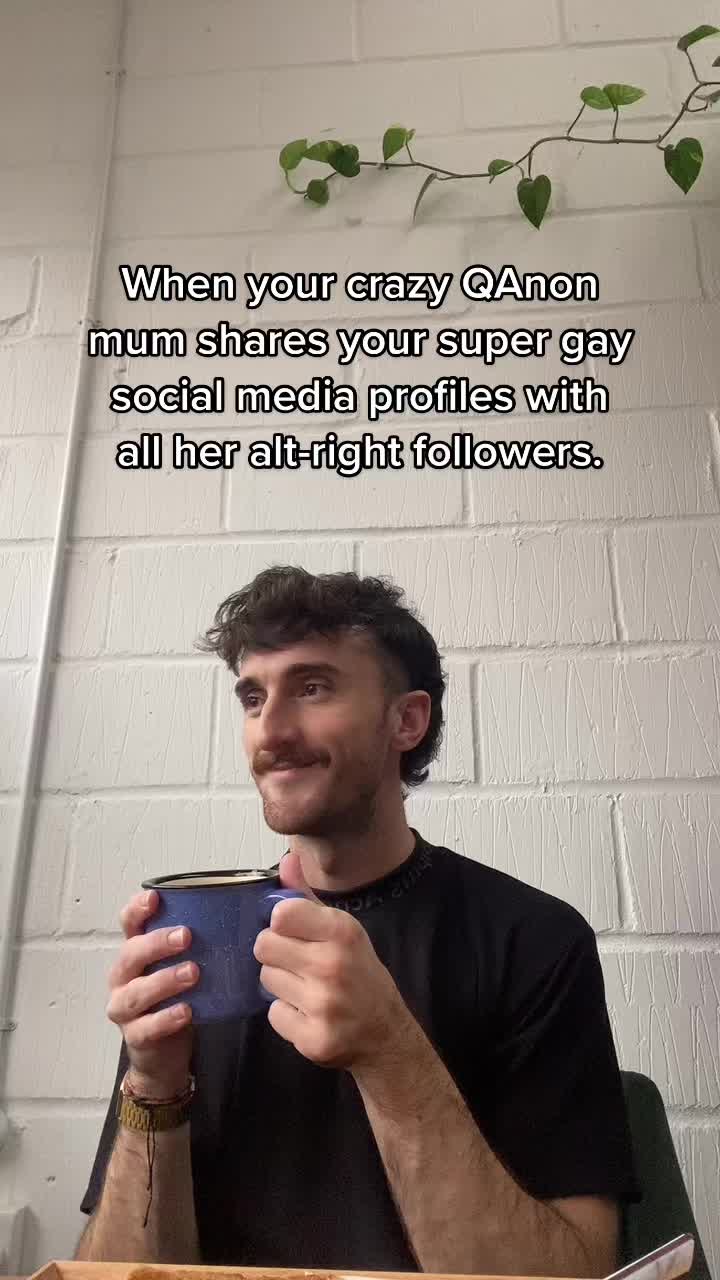 When your crazy QAnon
mum shares your super gay
social media profiles with
all her alt-right followers.